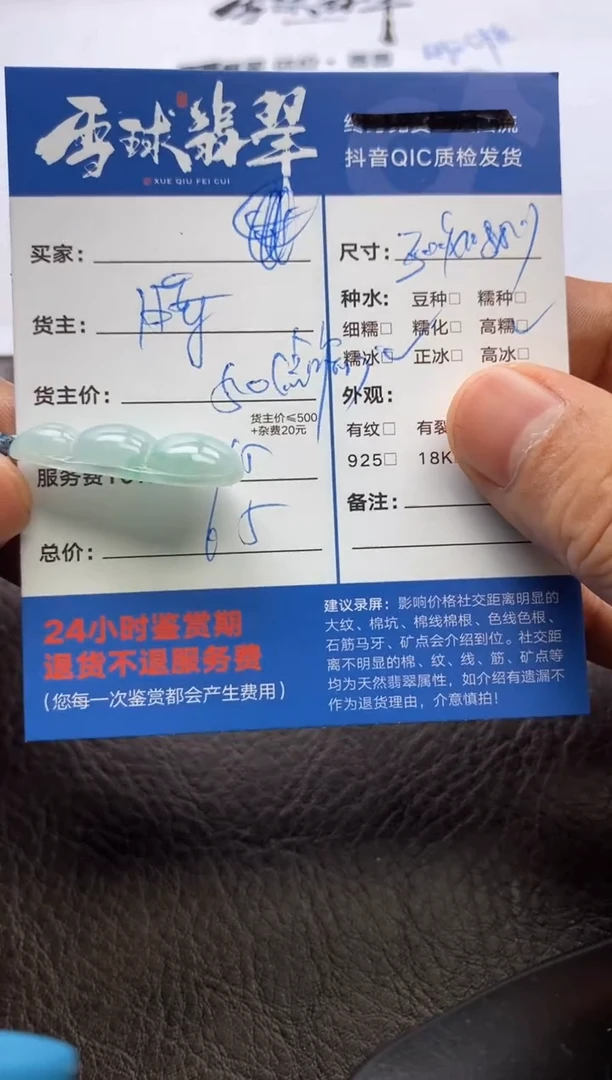 雪球翡翠
XUE QIU FEI CUI
抖音QIC质检发货
买家:
货主:
货主价:
50
货主价≤500
+杂费20元
服务费
总价:
65
尺寸:
种水: 豆种□ 糯种□
细糯□ 糯化□ 高糯□
糯冰□ 正冰□ 高冰□
外观:
有纹□ 有裂
925□ 18K
备注:
24小时鉴赏期
退货不退服务费
(您每一次鉴赏都会产生费用)
建议录屏: 影响价格社交距离明显的
大纹、棉坑、棉线棉根、色线色根、
石筋马牙、矿点会介绍到位。社交距
离不明显的棉、纹、线、筋、矿点等
均为天然翡翠属性，如介绍有遗漏不
作为退货理由，介意慎拍!